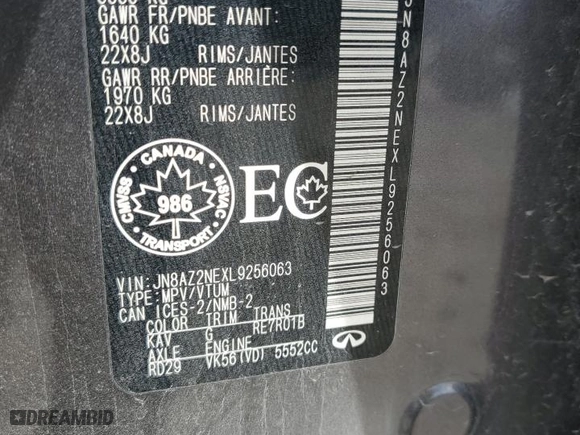 GAWR FR/PNBE AVANT:
1640 KG
22X8J RIMS/JANTES
GAWR RR/PNBE ARRIÈRE:
1970 KG
22X8J RIMS/JANTES
CANADA
CMVSS
986
NSVAC
TRANSPORT
EC
VIN: JN8AZ2NEXL9256063
TYPE: MPV/VTUM
CAN ICES-2/NMB-2
COLOR TRIM TRANS
KAV G RE7R01B
AXLE ENGINE
RD29 VK56(VD) 5552CC
JN8AZ2NEXL9256063
DREAMBID